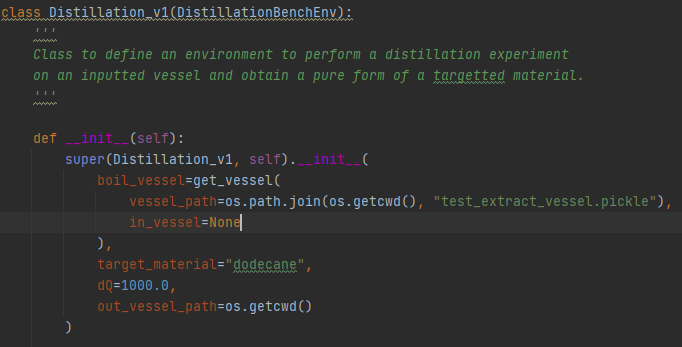 class Distillation_v1(DistillationBenchEnv):
    '''
    Class to define an environment to perform a distillation experiment
    on an inputted vessel and obtain a pure form of a targetted material.
    '''
    def __init__(self):
        super(Distillation_v1, self).__init__(
            boil_vessel=get_vessel(
                vessel_path=os.path.join(os.getcwd(), "test_extract_vessel.pickle"),
                in_vessel=None
            ),
            target_material="dodecane",
            dQ=1000.0,
            out_vessel_path=os.getcwd()
        )